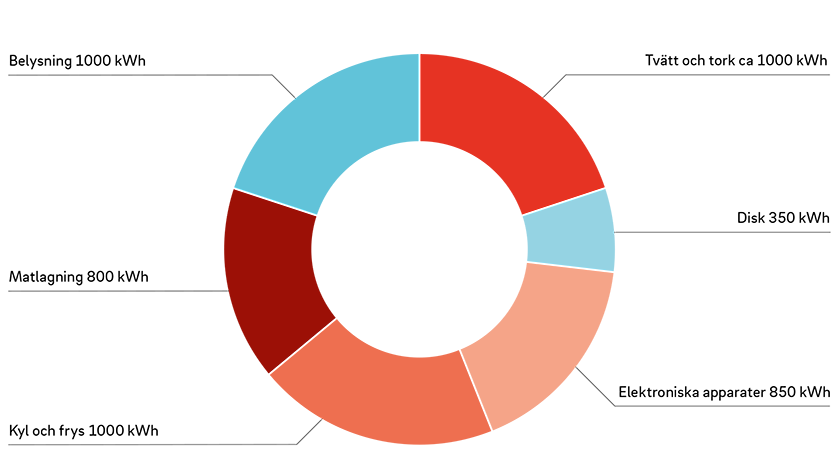 Belysning 1000 kWh
Tvätt och tork ca 1000 kWh
Disk 350 kWh
Matlagning 800 kWh
Elektroniska apparater 850 kWh
Kyl och frys 1000 kWh